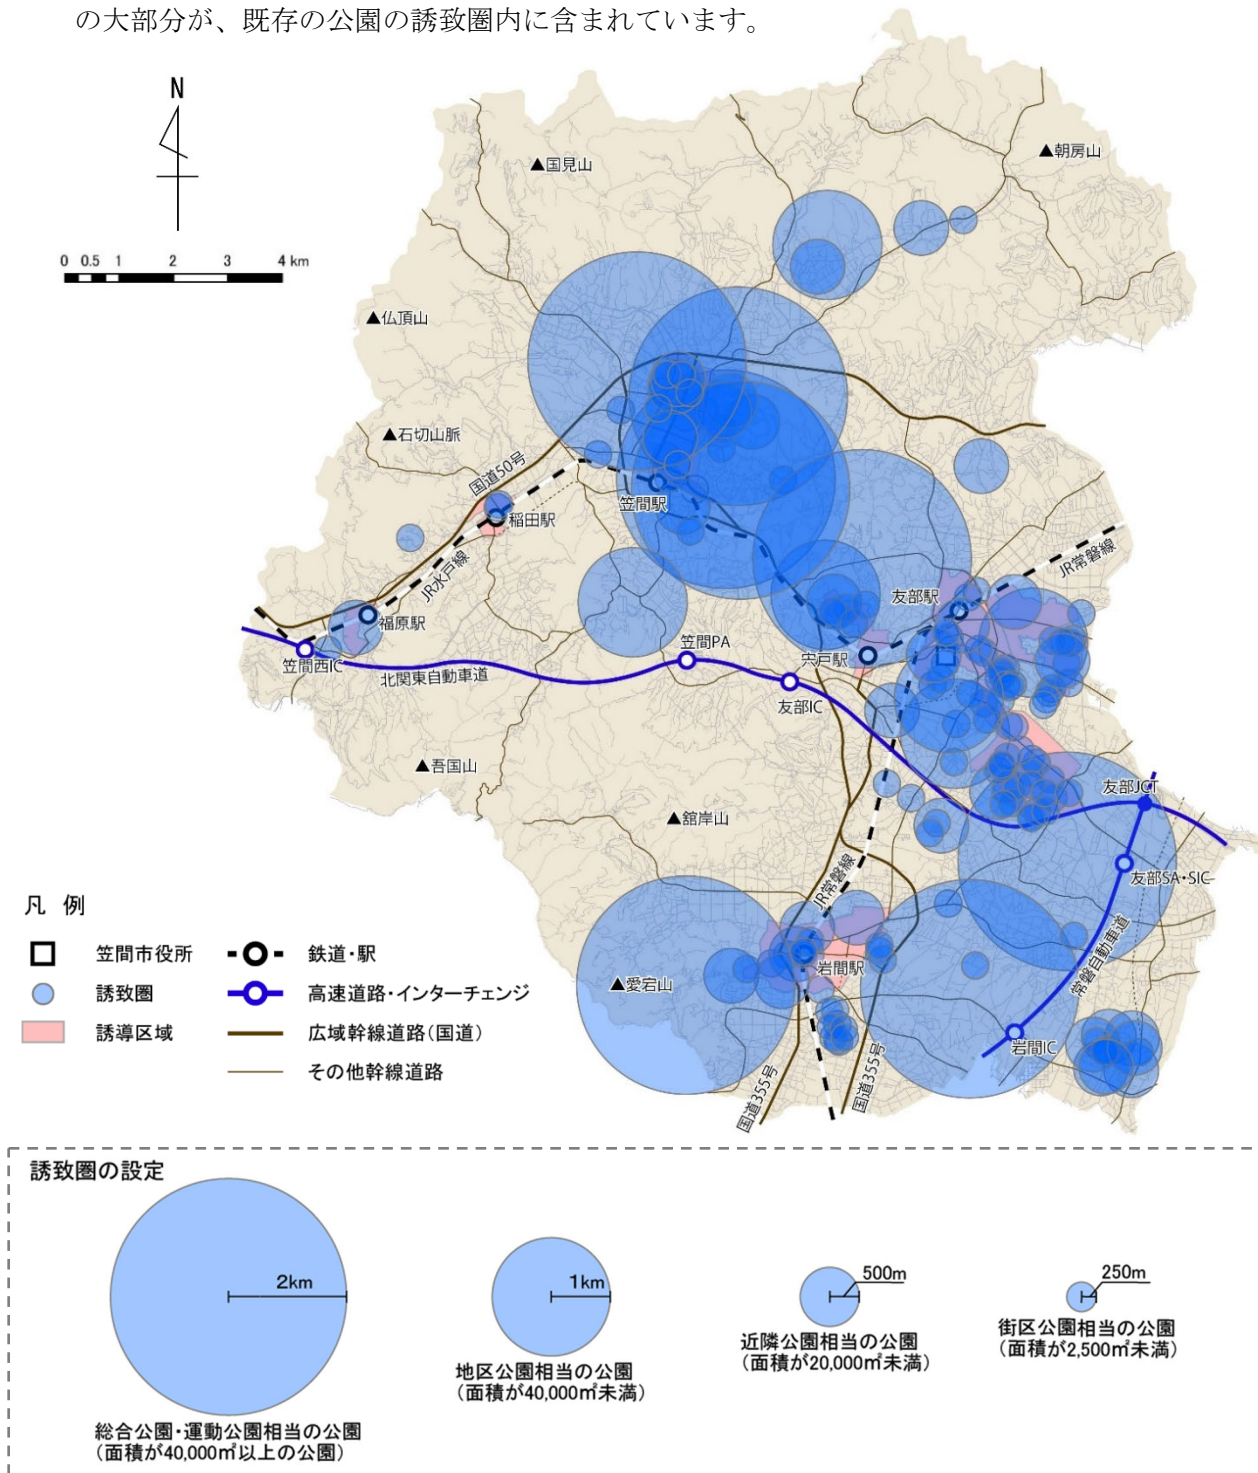 の大部分が、既存の公園の誘致圏内に含まれています。
N
0 0.5 1 2 3 4 km
▲国見山
▲朝房山
▲仏頂山
▲石切山脈
国道50号
稲田駅
笠間駅
JR水戸線
JR常磐線
友部駅
福原駅
笠間西IC
北関東自動車道
笠間PA
宍戸駅
友部IC
▲吾国山
▲舘岸山
友部JCT
友部SA・SIC
JR常磐線
常磐自動車道
岩間駅
▲愛宕山
岩間IC
国道355号
国道355号
凡 例
笠間市役所
鉄道・駅
誘致圏
高速道路・インターチェンジ
誘導区域
広域幹線道路(国道)
その他幹線道路
誘致圏の設定
2km
総合公園・運動公園相当の公園
(面積が40,000㎡以上の公園)
1km
地区公園相当の公園
(面積が40,000㎡未満)
500m
近隣公園相当の公園
(面積が20,000㎡未満)
250m
街区公園相当の公園
(面積が2,500㎡未満)